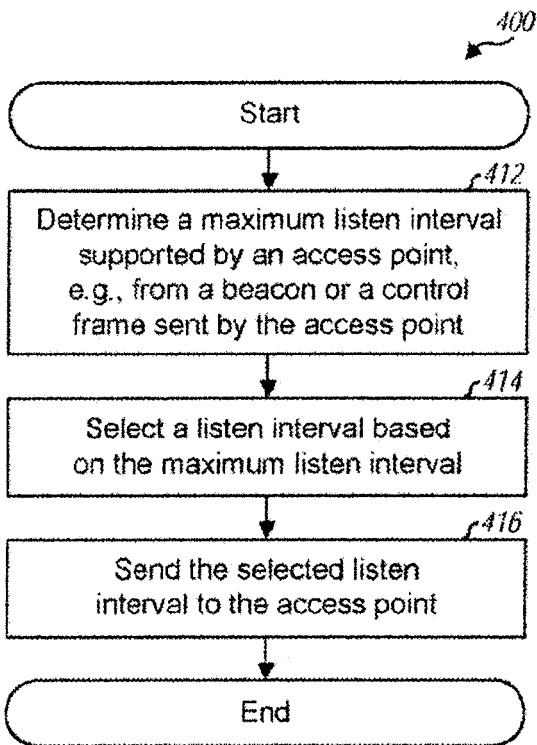 400
Start
412
Determine a maximum listen interval
supported by an access point,
e.g., from a beacon or a control
frame sent by the access point
414
Select a listen interval based
on the maximum listen interval
416
Send the selected listen
interval to the access point
End